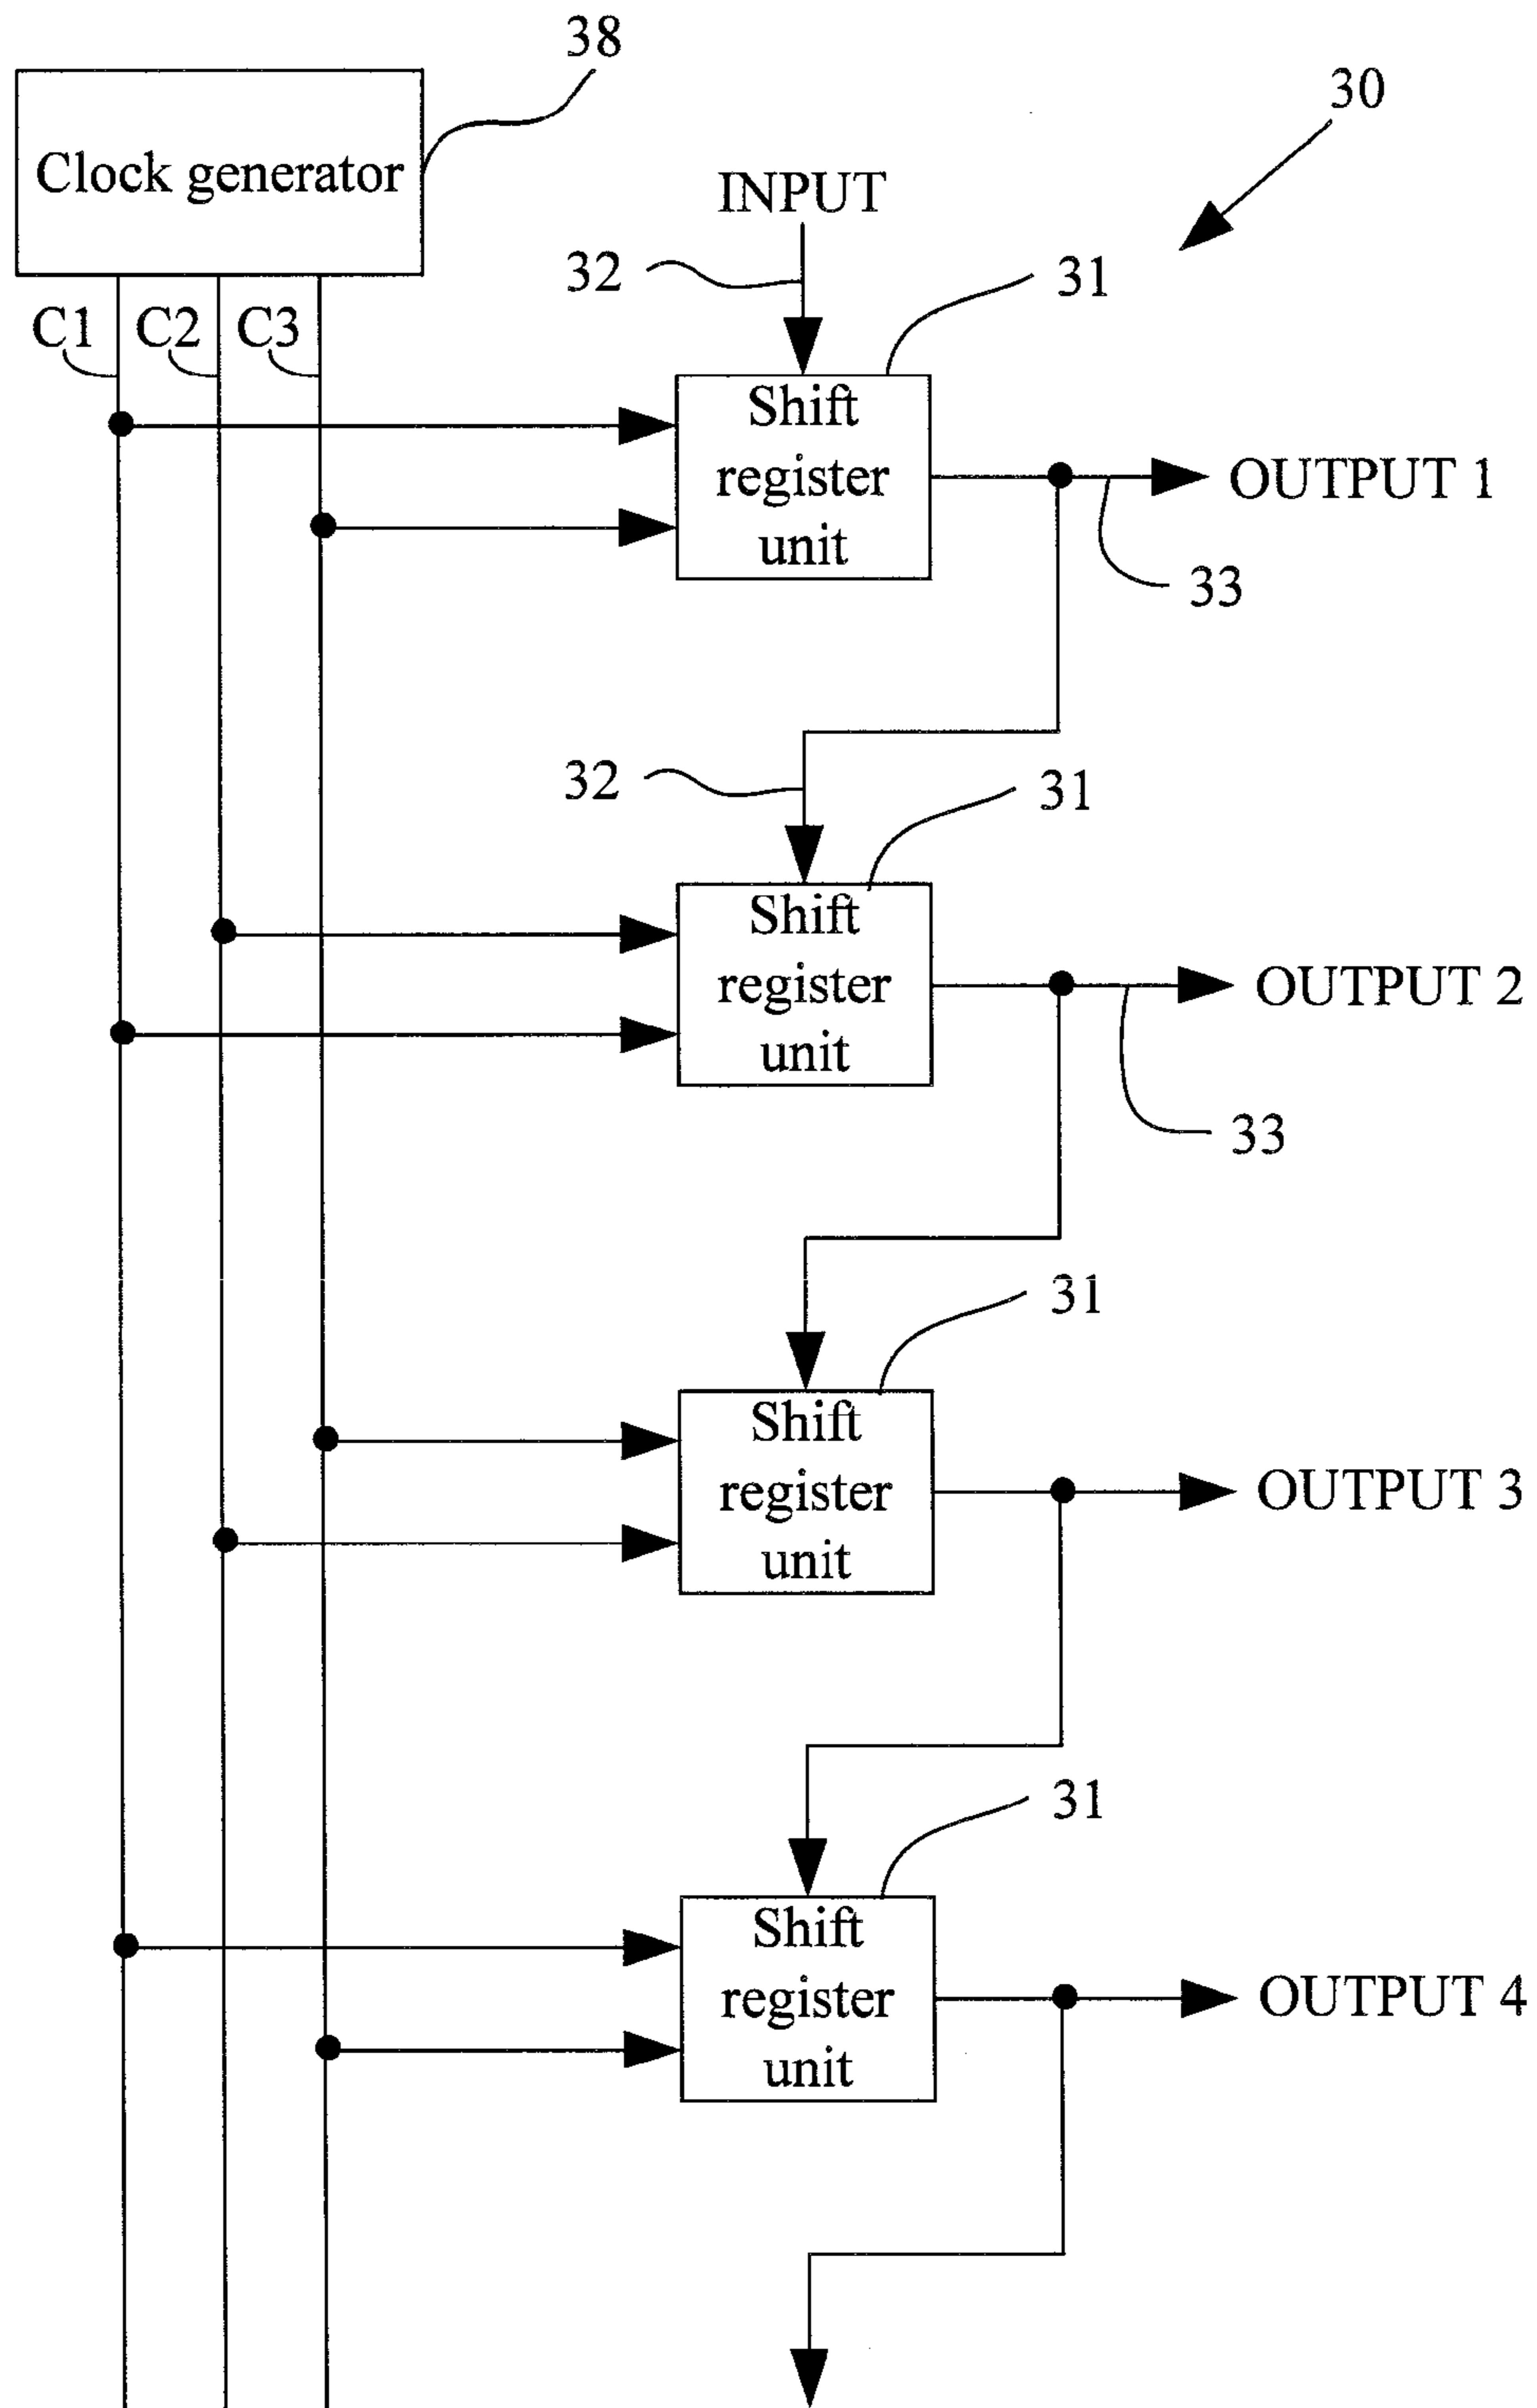 38
30
Clock generator
INPUT
32
31
C1 C2 C3
Shift
register
unit
OUTPUT 1
33
32
31
Shift
register
unit
OUTPUT 2
33
31
Shift
register
unit
OUTPUT 3
31
Shift
register
unit
OUTPUT 4